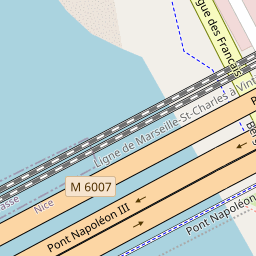 gue des Français
Ligne de Marseille-St-Charles à Vint
M 6007
Nice
Pont Napoléon III
Pont Napoléon